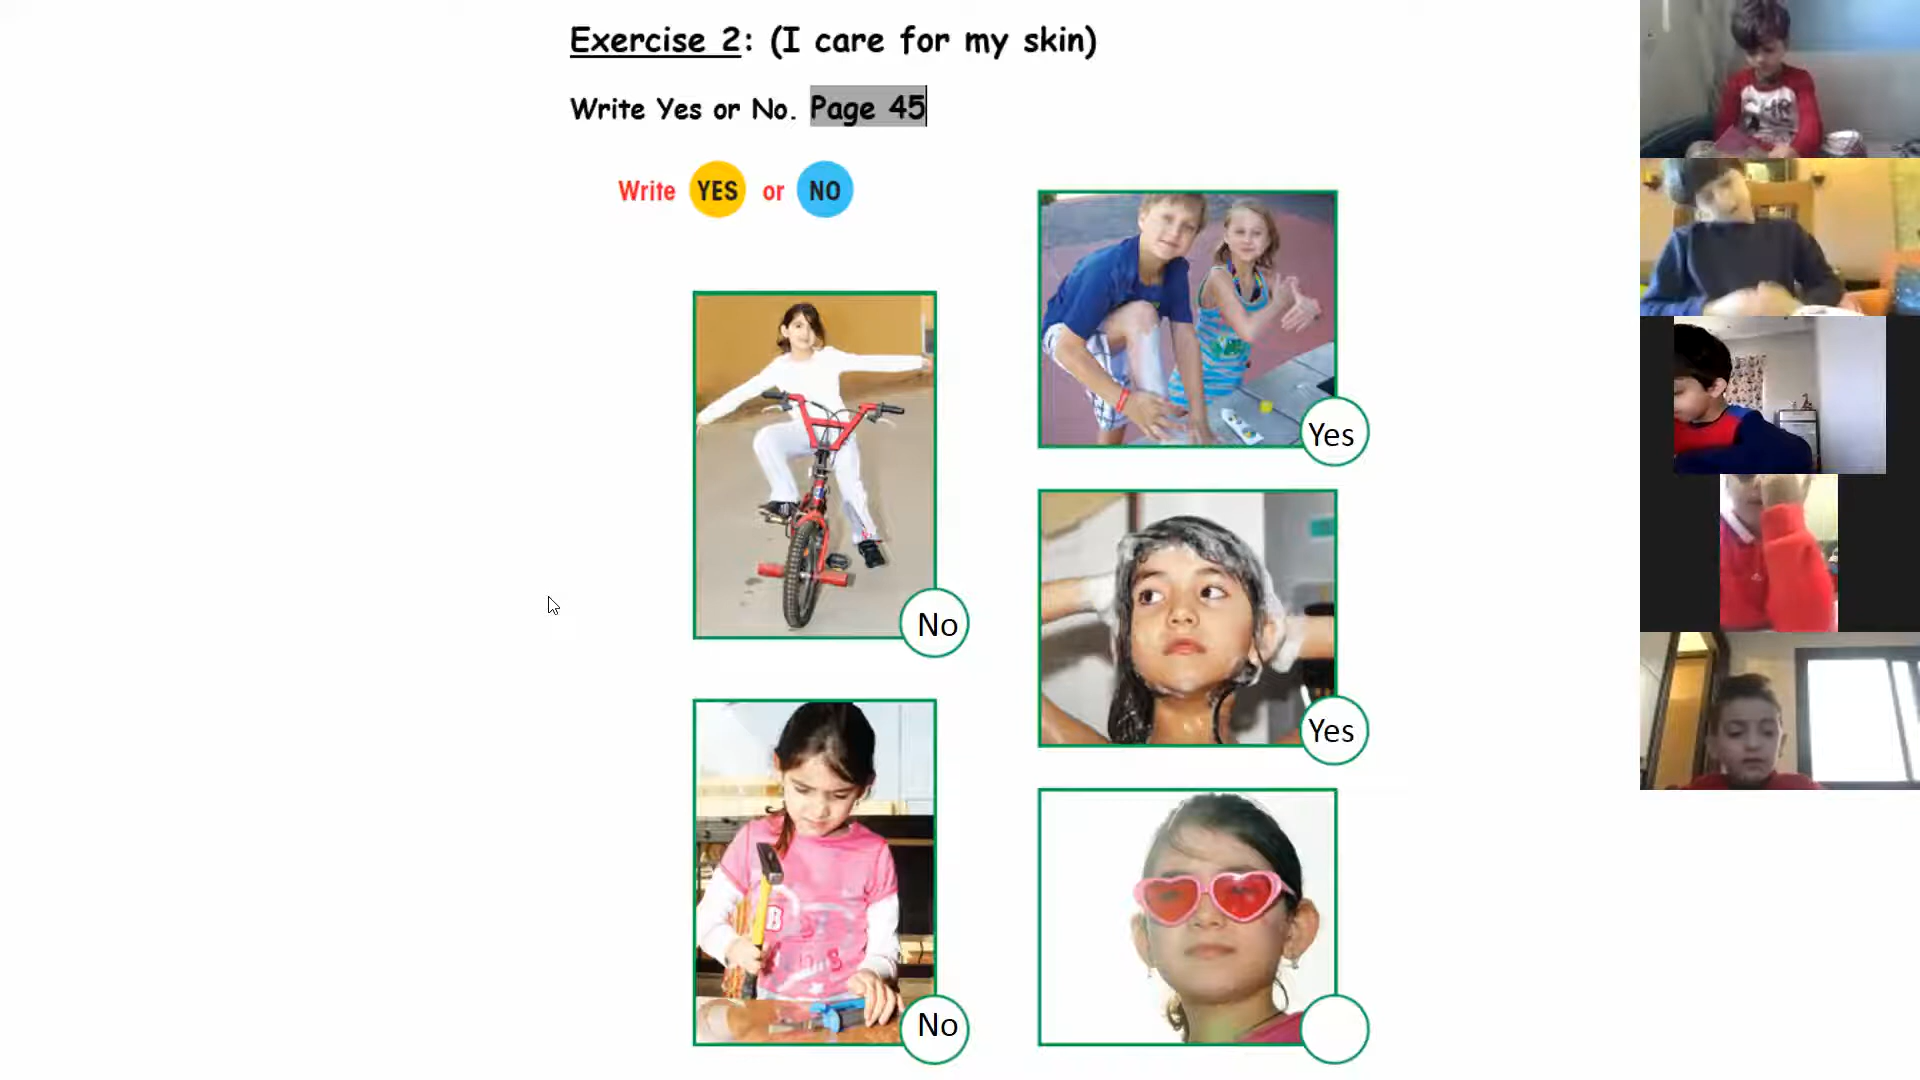 Exercise 2: (I care for my skin)
Write Yes or No. Page 45
Write YES or NO
Yes
No
Yes
No